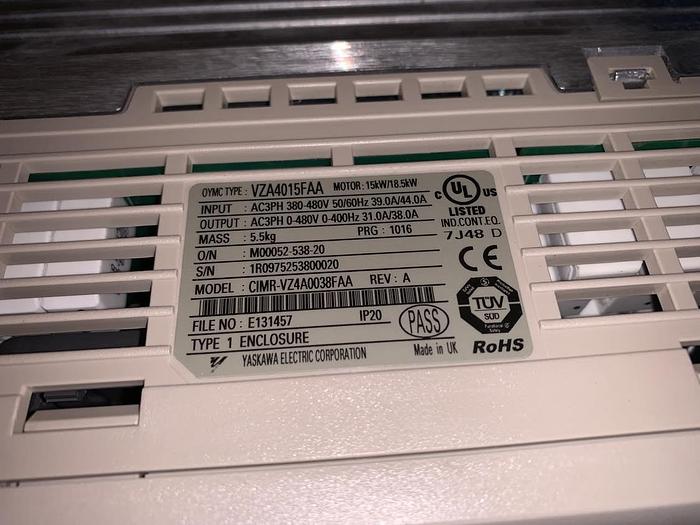 OYMC TYPE : VZA4015FAA MOTOR: 15kW/18.5kW
INPUT : AC3PH 380-480V 50/60Hz 39.0A/44.0A
OUTPUT : AC3PH 0-480V 0-400Hz 31.0A/38.0A
MASS : 5.5kg PRG : 1016
O/N : M00052-538-20
S/N : 1R0975253800020
MODEL : CIMR-VZ4A0038FAA REV : A
FILE NO : E131457 IP20
TYPE 1 ENCLOSURE
YASKAWA ELECTRIC CORPORATION
PASS
Made in UK
C UL US
LISTED
IND.CONT.EQ.
7J48 D
CE
TÜV
SÜD
Functional
Safety
RoHS